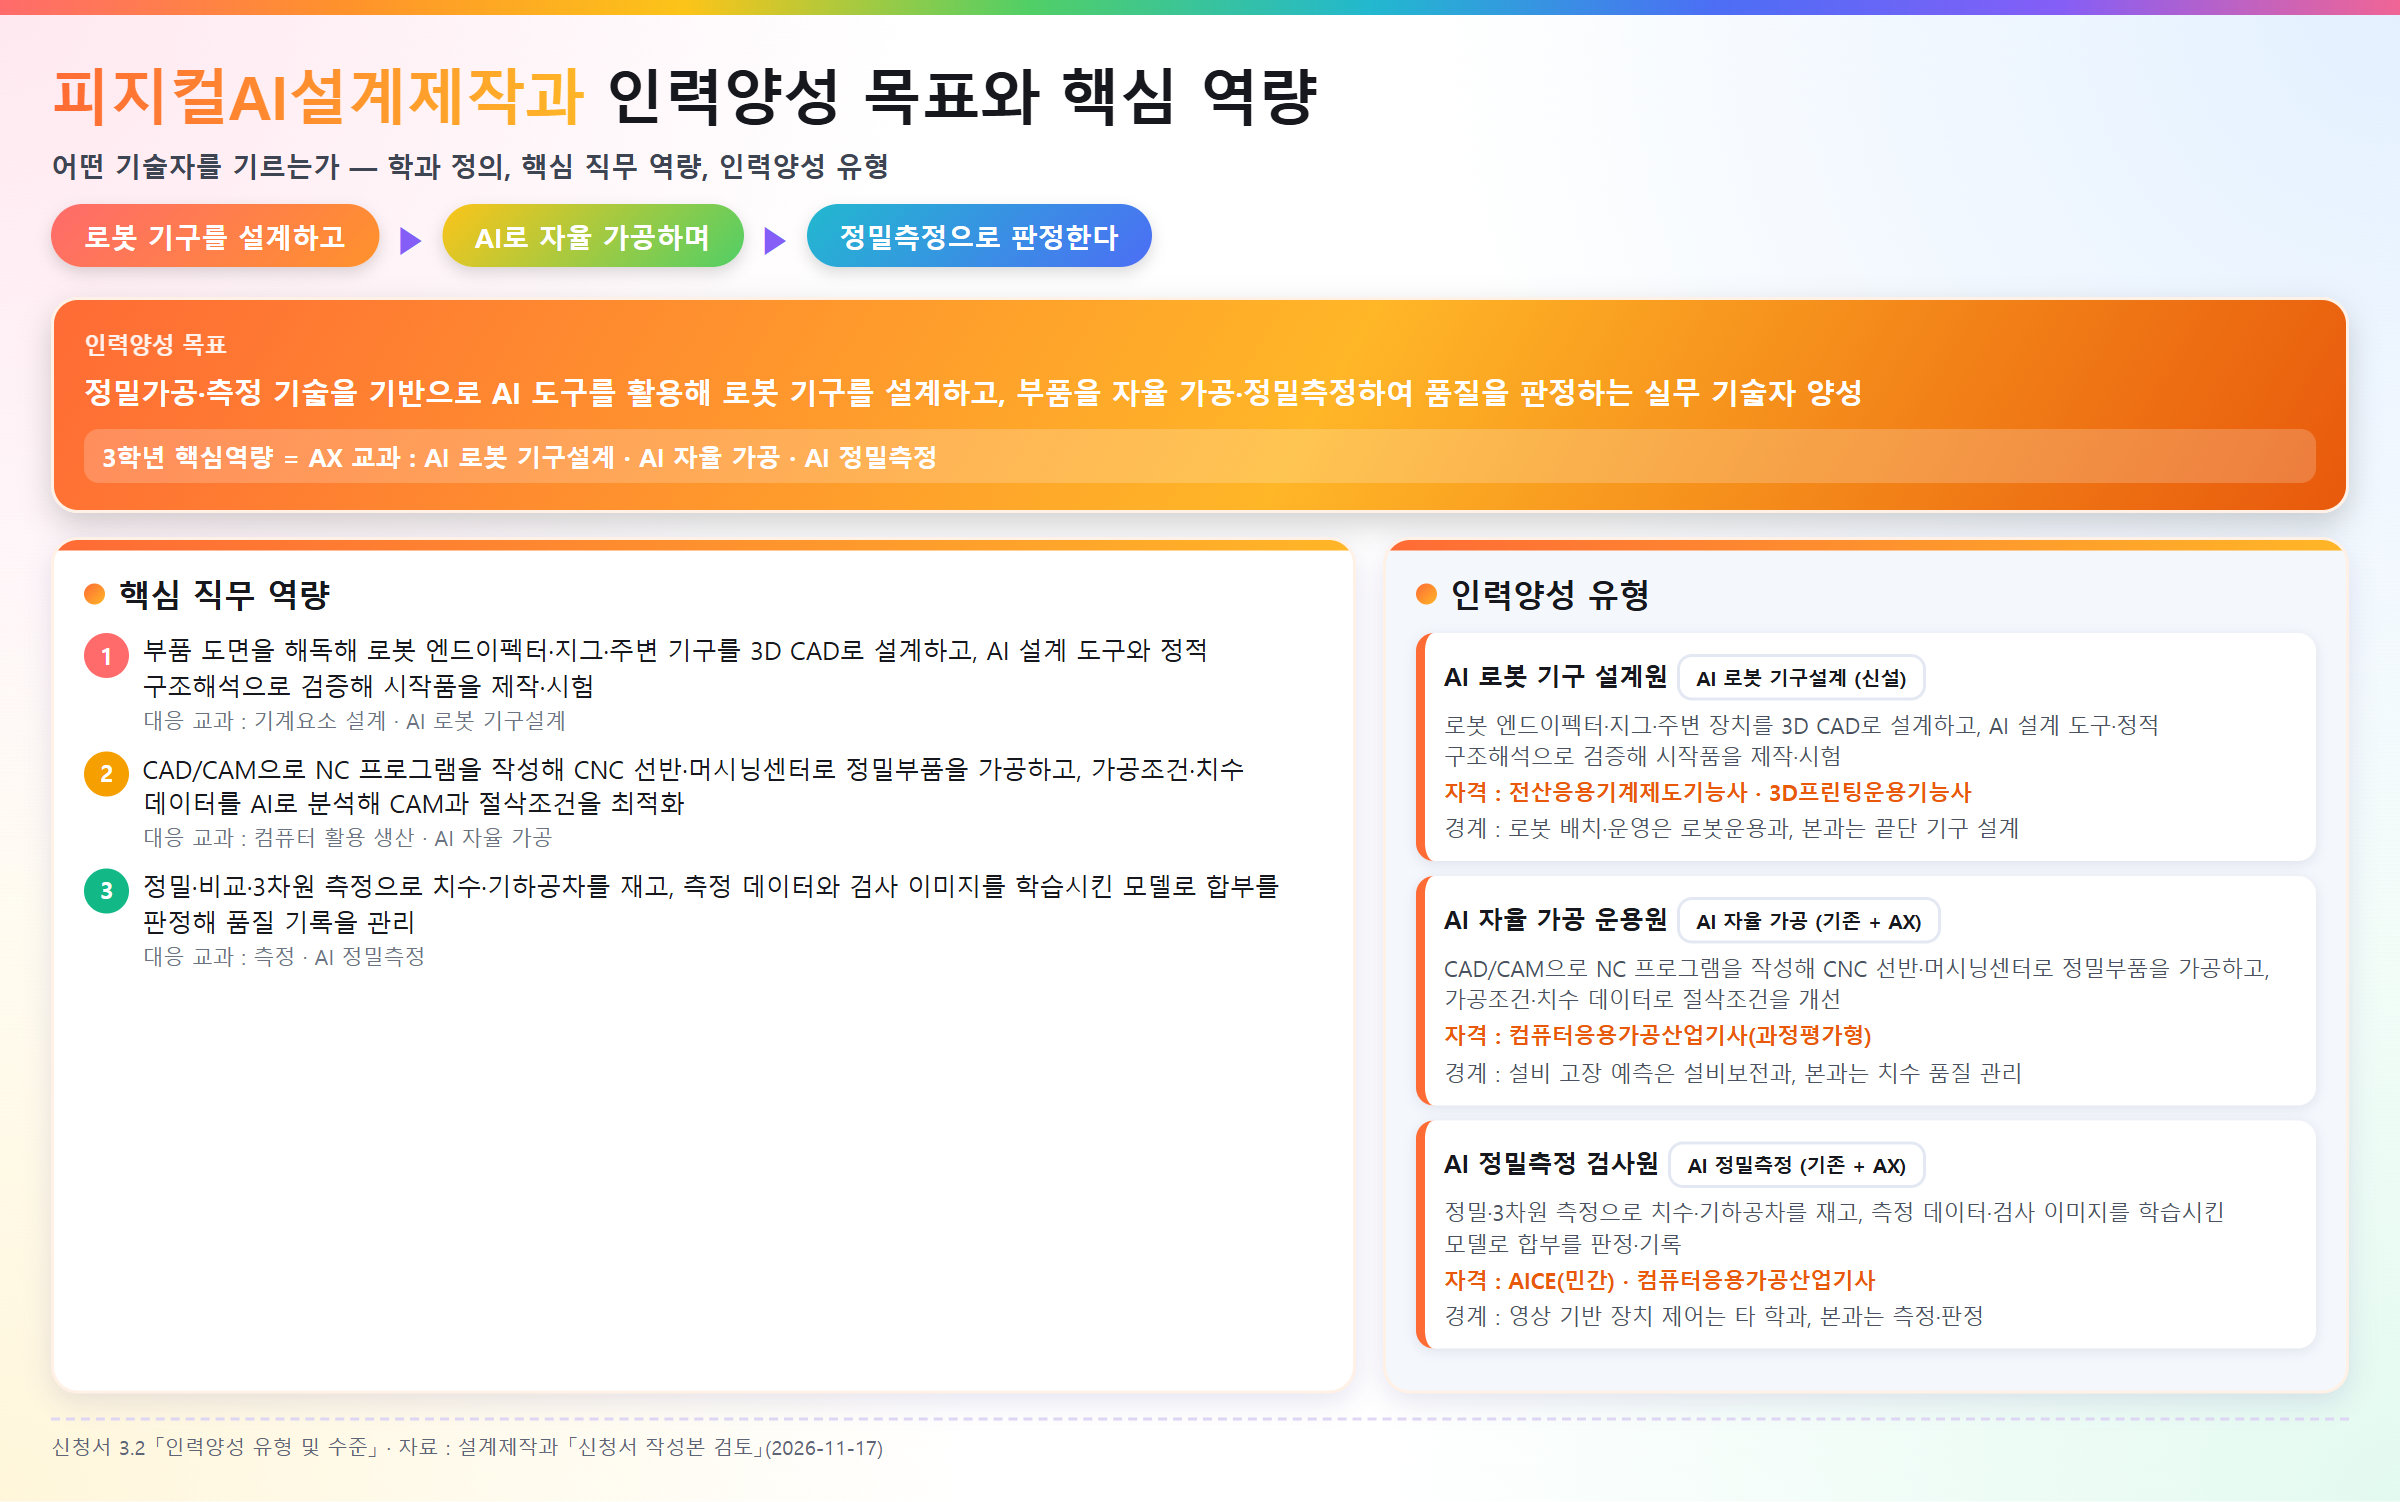 피지컬AI설계제작과 인력양성 목표와 핵심 역량
어떤 기술자를 기르는가 — 학과 정의, 핵심 직무 역량, 인력양성 유형
로봇 기구를 설계하고 ▶ AI로 자율 가공하며 ▶ 정밀측정으로 판정한다
인력양성 목표
정밀가공·측정 기술을 기반으로 AI 도구를 활용해 로봇 기구를 설계하고, 부품을 자율 가공·정밀측정하여 품질을 판정하는 실무 기술자 양성
3학년 핵심역량 = AX 교과 : AI 로봇 기구설계 · AI 자율 가공 · AI 정밀측정
핵심 직무 역량
1 부품 도면을 해독해 로봇 엔드이펙터·지그·주변 기구를 3D CAD로 설계하고, AI 설계 도구와 정적
구조해석으로 검증해 시작품을 제작·시험
대응 교과 : 기계요소 설계 · AI 로봇 기구설계
2 CAD/CAM으로 NC 프로그램을 작성해 CNC 선반·머시닝센터로 정밀부품을 가공하고, 가공조건·치수
데이터를 AI로 분석해 CAM과 절삭조건을 최적화
대응 교과 : 컴퓨터 활용 생산 · AI 자율 가공
3 정밀·비교·3차원 측정으로 치수·기하공차를 재고, 측정 데이터와 검사 이미지를 학습시킨 모델로 합부를
판정해 품질 기록을 관리
대응 교과 : 측정 · AI 정밀측정
인력양성 유형
AI 로봇 기구 설계원 AI 로봇 기구설계 (신설)
로봇 엔드이펙터·지그·주변 장치를 3D CAD로 설계하고, AI 설계 도구·정적
구조해석으로 검증해 시작품을 제작·시험
자격 : 전산응용기계제도기능사 · 3D프린팅운용기능사
경계 : 로봇 배치·운영은 로봇운용과, 본과는 끝단 기구 설계
AI 자율 가공 운용원 AI 자율 가공 (기존 + AX)
CAD/CAM으로 NC 프로그램을 작성해 CNC 선반·머시닝센터로 정밀부품을 가공하고,
가공조건·치수 데이터로 절삭조건을 개선
자격 : 컴퓨터응용가공산업기사(과정평가형)
경계 : 설비 고장 예측은 설비보전과, 본과는 치수 품질 관리
AI 정밀측정 검사원 AI 정밀측정 (기존 + AX)
정밀·3차원 측정으로 치수·기하공차를 재고, 측정 데이터·검사 이미지를 학습시킨
모델로 합부를 판정·기록
자격 : AICE(민간) · 컴퓨터응용가공산업기사
경계 : 영상 기반 장치 제어는 타 학과, 본과는 측정·판정
신청서 3.2 「인력양성 유형 및 수준」 · 자료 : 설계제작과 「신청서 작성본 검토」(2026-11-17)